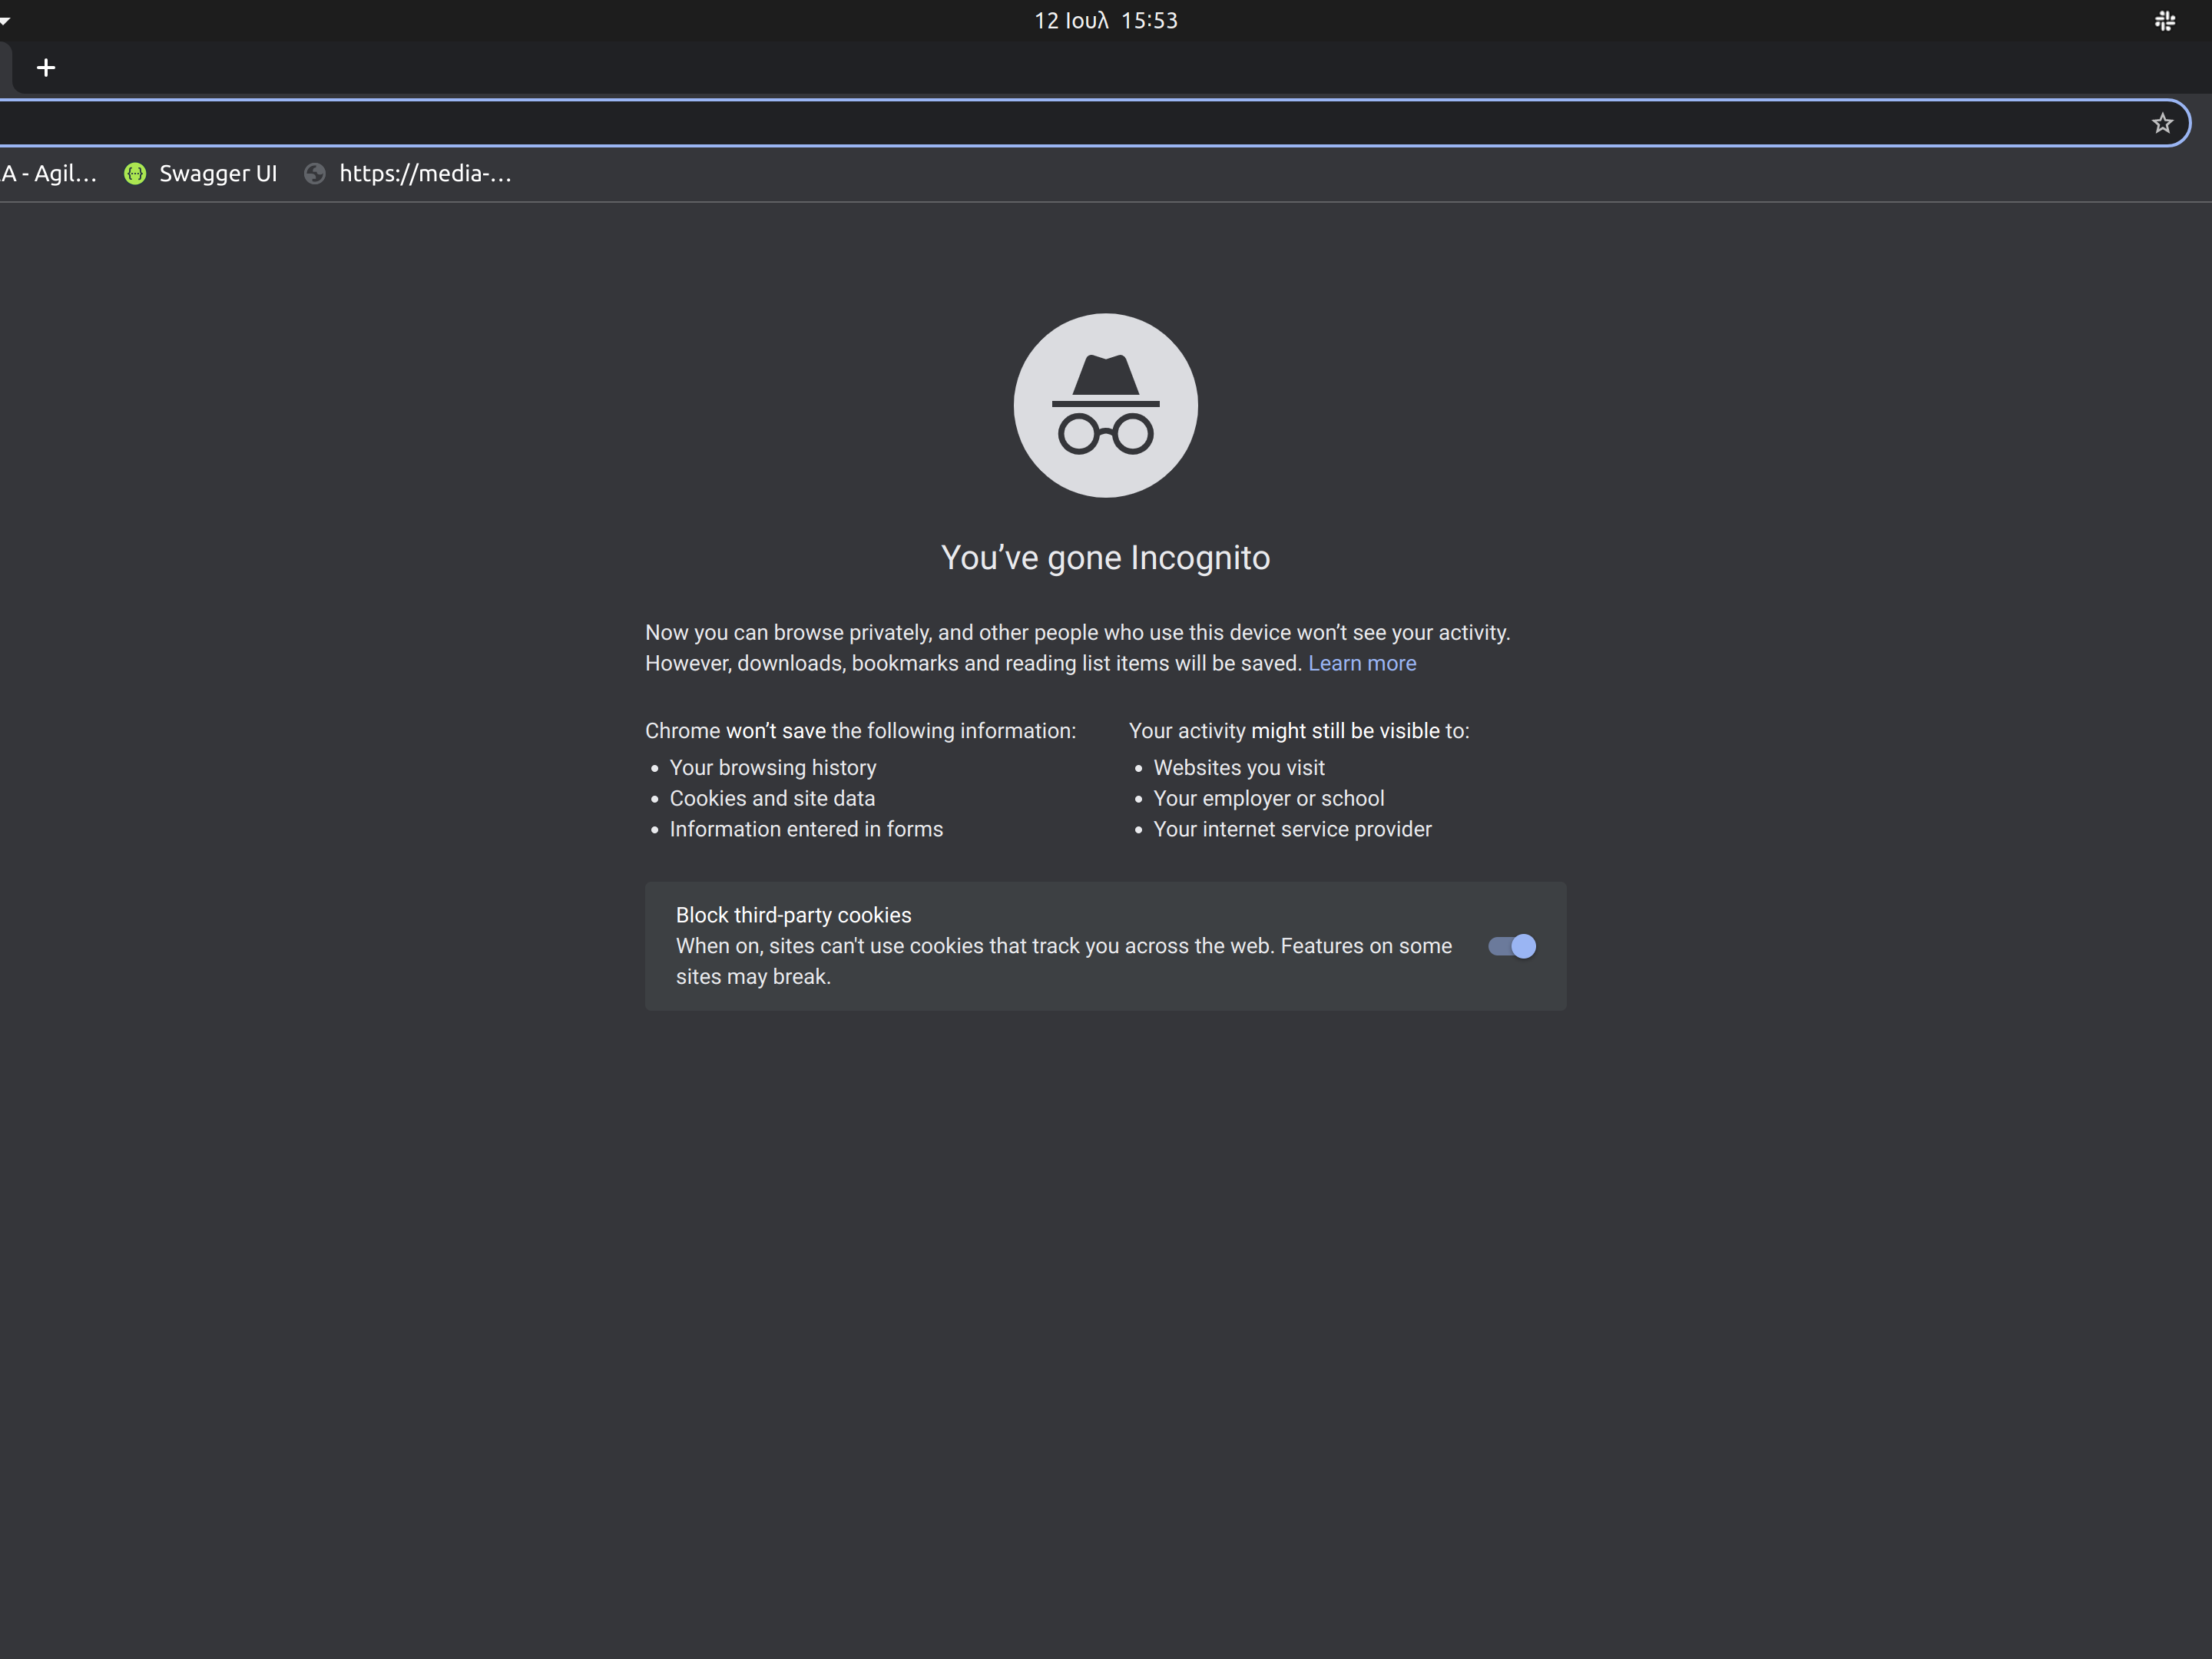 12 Ιουλ 15:53
A - Agil...
Swagger UI
https://media-...
You’ve gone Incognito
Now you can browse privately, and other people who use this device won’t see your activity.
However, downloads, bookmarks and reading list items will be saved. Learn more
Chrome won’t save the following information:
Your browsing history
Cookies and site data
Information entered in forms
Your activity might still be visible to:
Websites you visit
Your employer or school
Your internet service provider
Block third-party cookies
When on, sites can't use cookies that track you across the web. Features on some
sites may break.